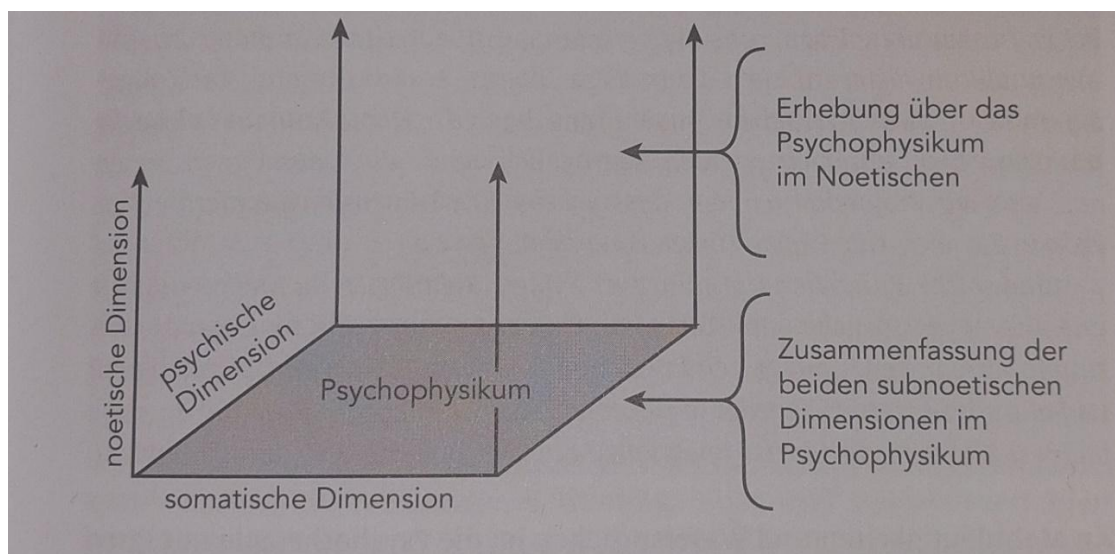 Erhebung über das
Psychophysikum
im Noetischen
noetische Dimension
psychische
Dimension
Psychophysikum
Zusammenfassung der
beiden subnoetischen
Dimensionen im
Psychophysikum
somatische Dimension